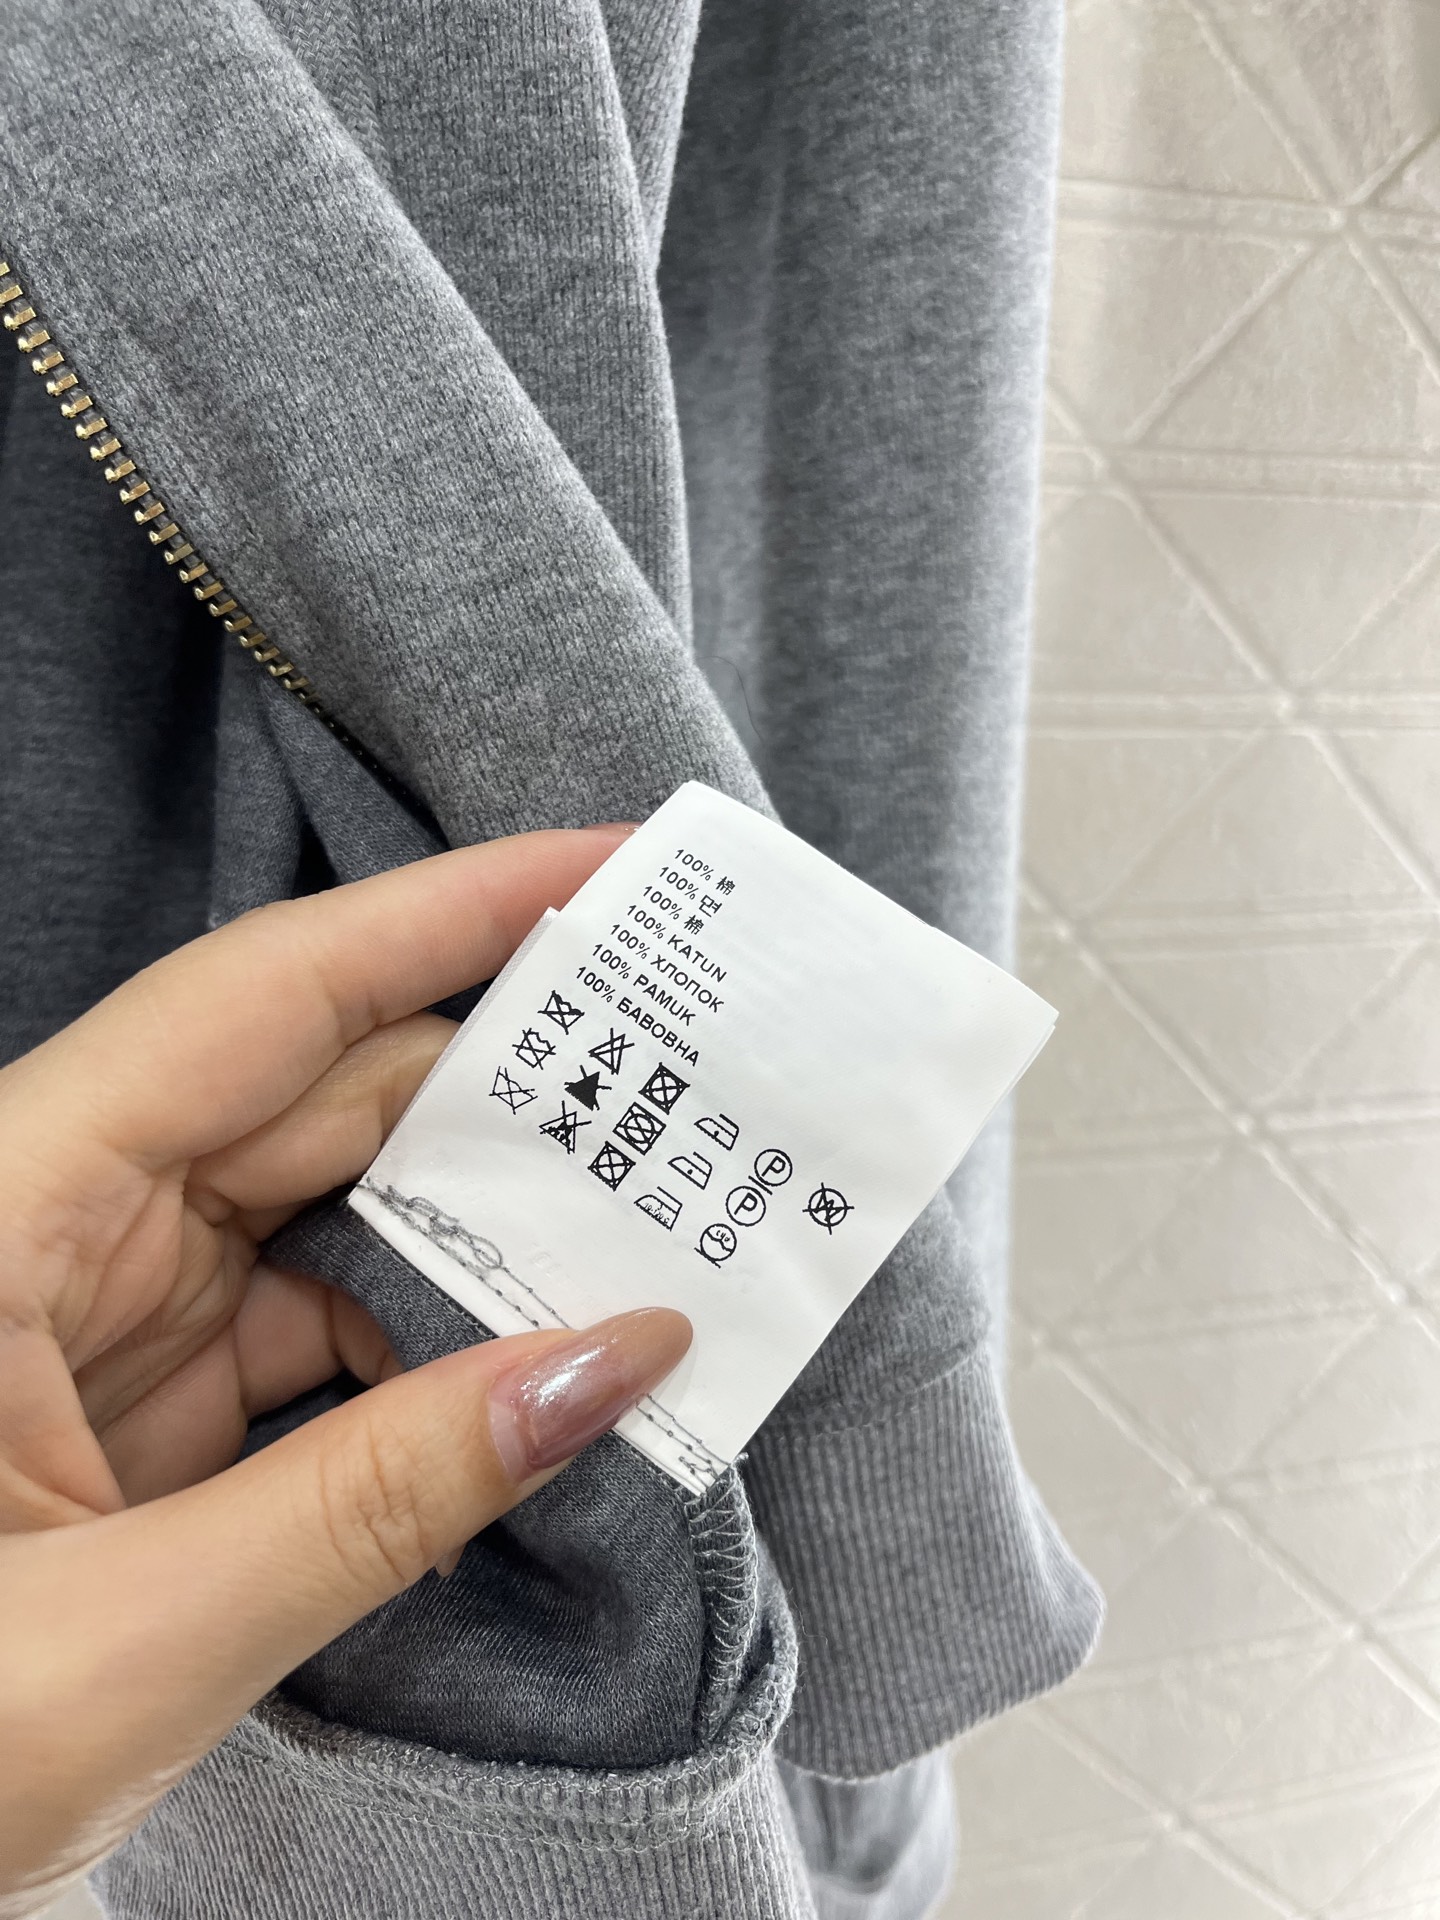 100% 棉
100% 면
100% 棉
100% KATUN
100% ХЛОПОК
100% PAMUK
100% БАВОВНА
P
P
W